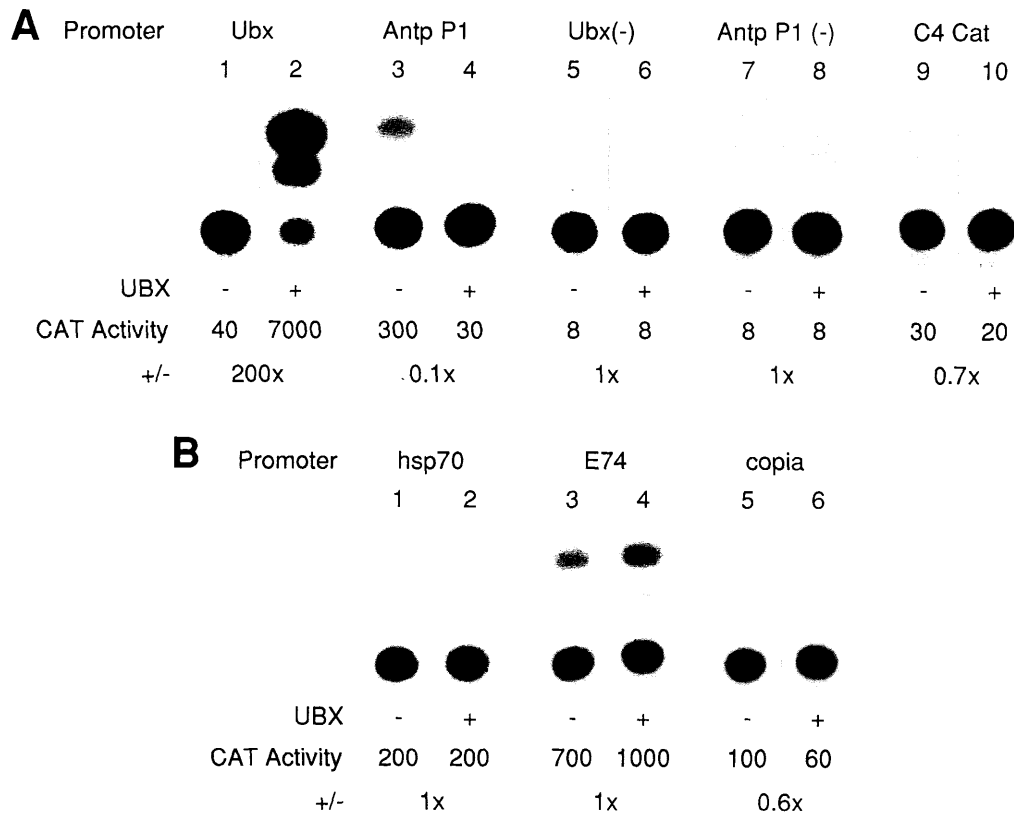 A Promoter Ubx Antp P1 Ubx(-) Antp P1 (-) C4 Cat
1 2 3 4 5 6 7 8 9 10
UBX - + - + - + - + - +
CAT Activity 40 7000 300 30 8 8 8 8 30 20
+/- 200x 0.1x 1x 1x 0.7x
B Promoter hsp70 E74 copia
1 2 3 4 5 6
UBX - + - + - +
CAT Activity 200 200 700 1000 100 60
+/- 1x 1x 0.6x